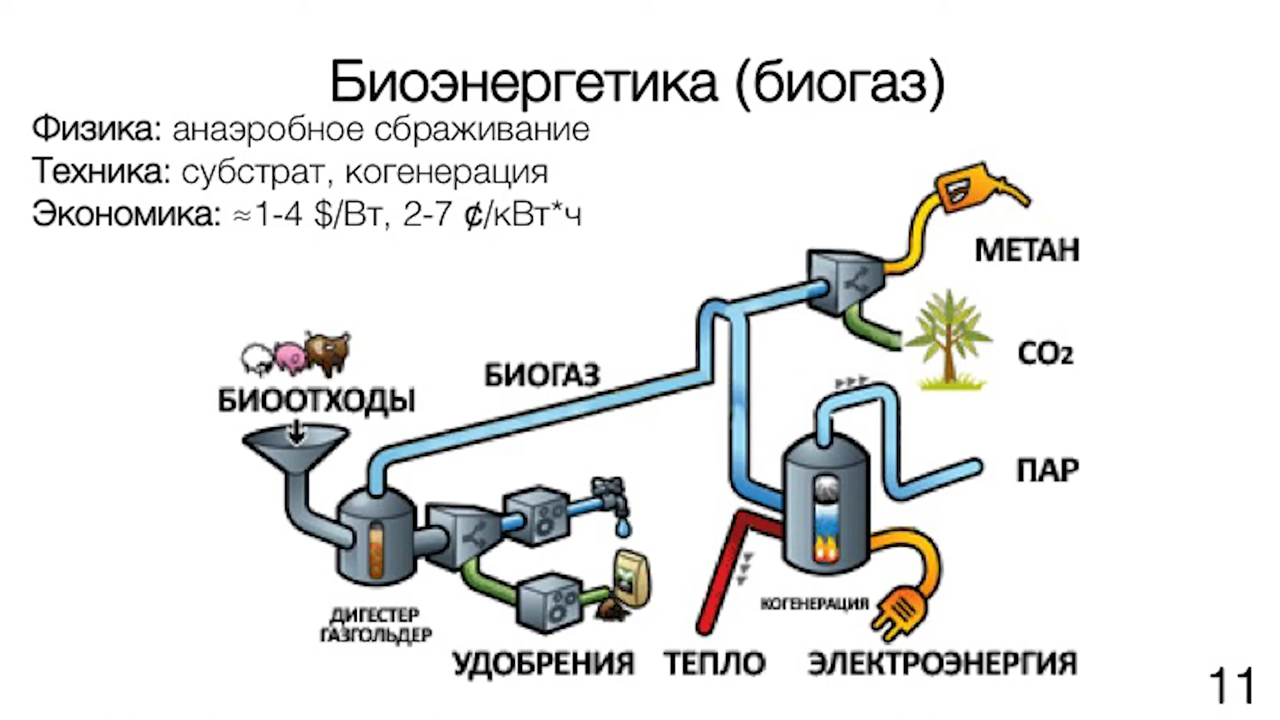 Биоэнергетика (биогаз)
Физика: анаэробное сбраживание
Техника: субстрат, когенерация
Экономика: ≈1-4 $/Вт, 2-7 ¢/кВт*ч
МЕТАН
CO₂
БИОГАЗ
БИООТХОДЫ
ПАР
КОГЕНЕРАЦИЯ
ДИГЕСТЕР
ГАЗГОЛЬДЕР
УДОБРЕНИЯ
ТЕПЛО
ЭЛЕКТРОЭНЕРГИЯ
11